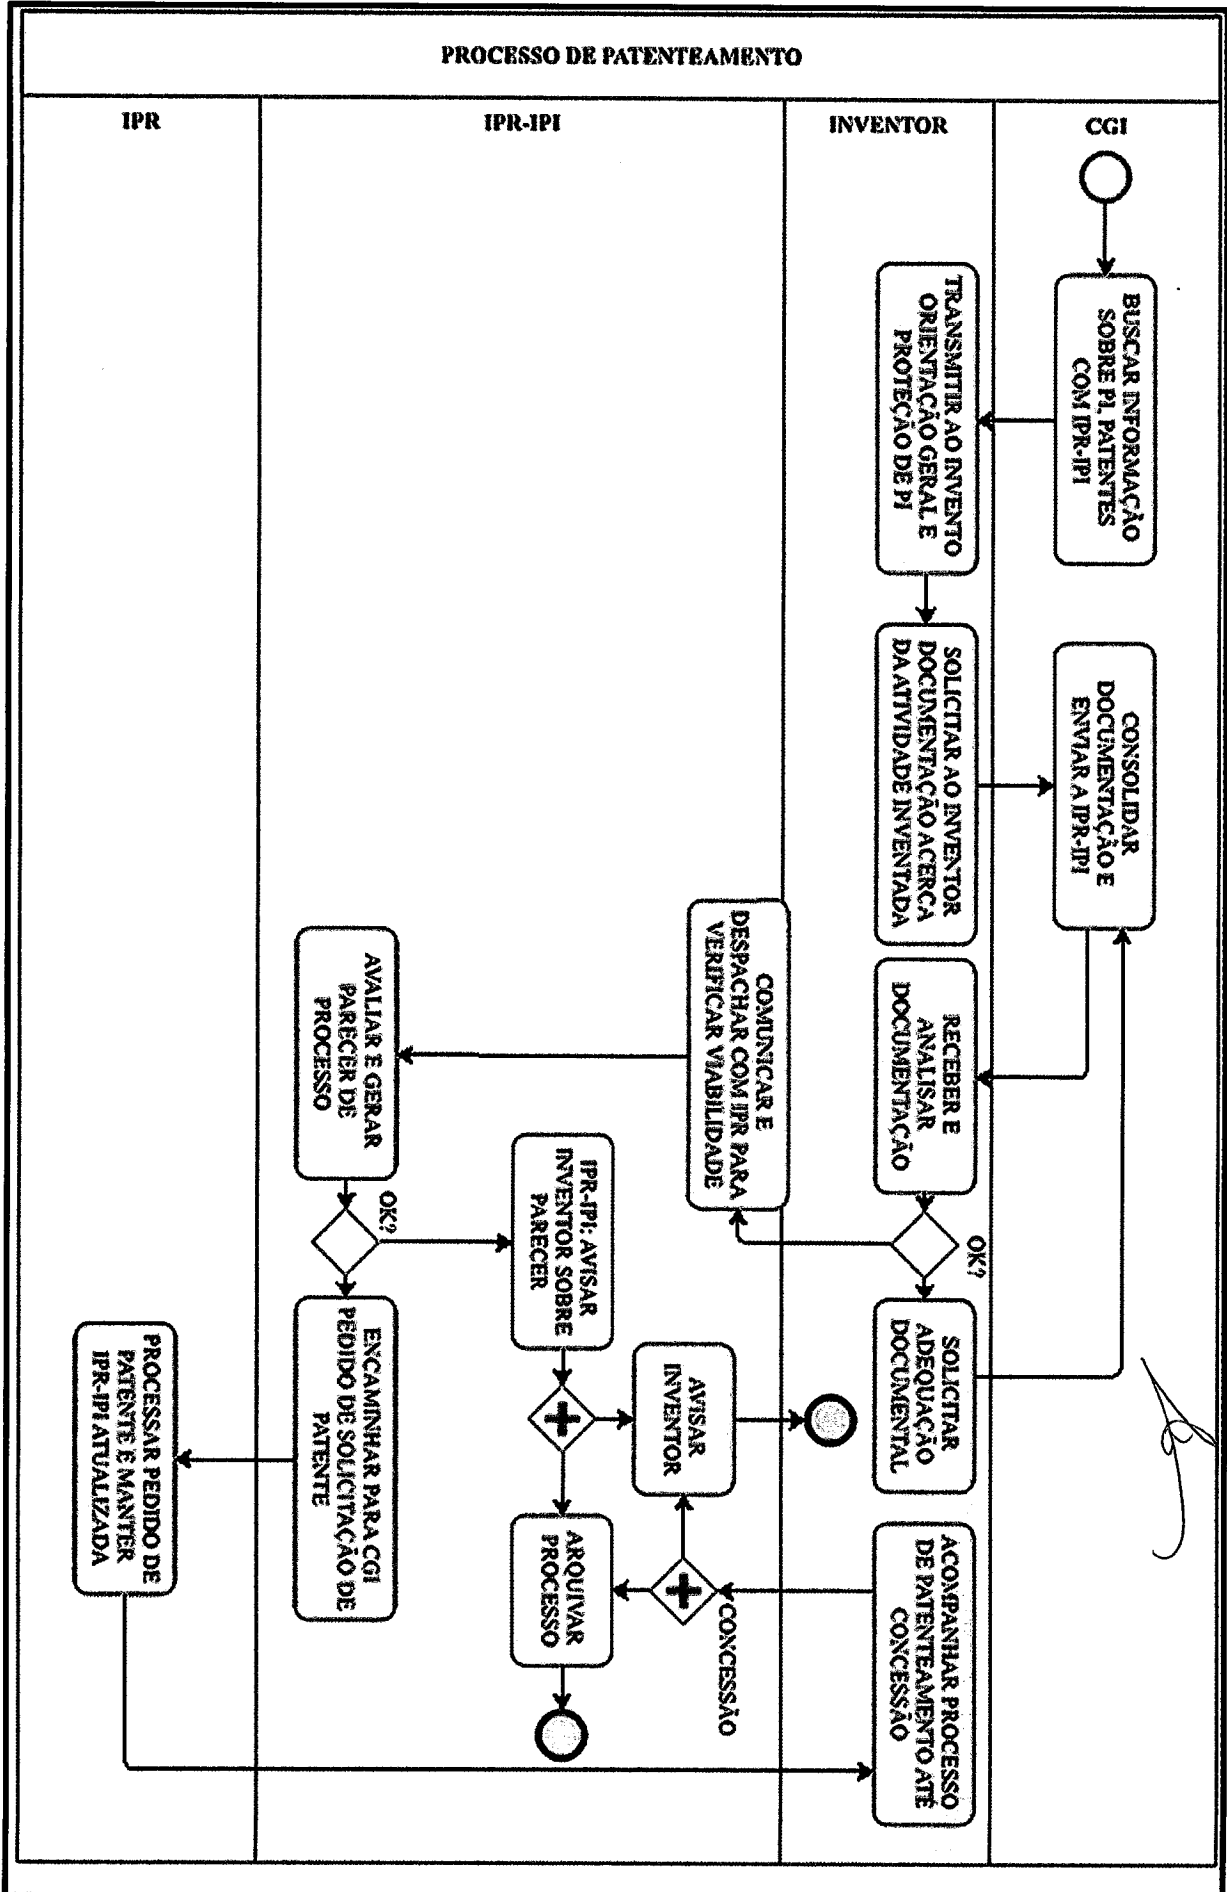 PROCESSO DE PATENTEAMENTO
CGI
INVENTOR
IPR-IPI
IPR
BUSCAR INFORMAÇÃO
SOBRE PI, PATENTES
COM IPR-IPI
TRANSMITIR AO INVENTO
ORIENTAÇÃO GERAL E
PROTEÇÃO DE PI
SOLICITAR AO INVENTOR
DOCUMENTAÇÃO ACERCA
DA ATIVIDADE INVENTADA
CONSOLIDAR
DOCUMENTAÇÃO E
ENVIAR A IPR-IPI
RECEBER E
ANALISAR
DOCUMENTAÇÃO
OK?
SOLICITAR
ADEQUAÇÃO
DOCUMENTAL
COMUNICAR E
DESPACHAR COM IPR PARA
VERIFICAR VIABILIDADE
AVALIAR E GERAR
PARECER DE
PROCESSO
OK?
IPR-IPI: AVISAR
INVENTOR SOBRE
PARECER
AVISAR
INVENTOR
ARQUIVAR
PROCESSO
ENCAMINHAR PARA CGI
PEDIDO DE SOLICITAÇÃO DE
PATENTE
PROCESSAR PEDIDO DE
PATENTE E MANTER
IPR-IPI ATUALIZADA
ACOMPANHAR PROCESSO
DE PATENTEAMENTO ATÉ
CONCESSÃO
CONCESSÃO